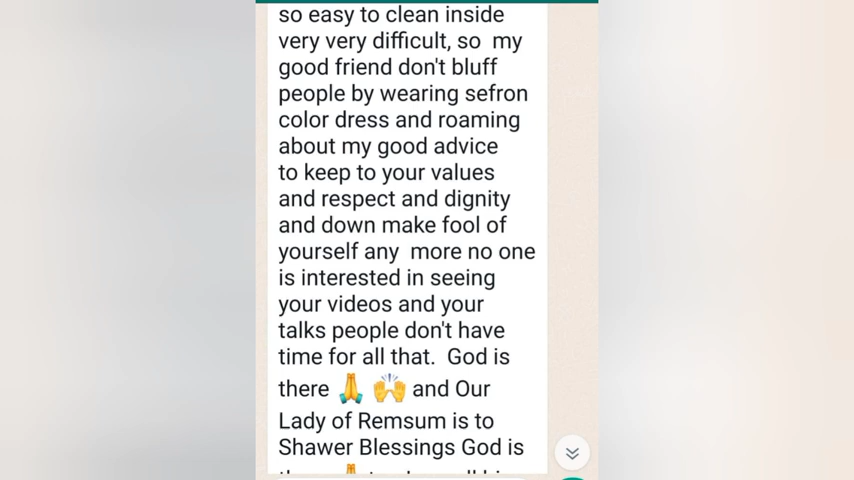 so easy to clean inside
very very difficult, so  my
good friend don't bluff
people by wearing sefron
color dress and roaming
about my good advice
to keep to your values
and respect and dignity
and down make fool of
yourself any  more no one
is interested in seeing
your videos and your
talks people don't have
time for all that.  God is
there 🙏 🙌 and Our
Lady of Remsum is to
Shawer Blessings God is